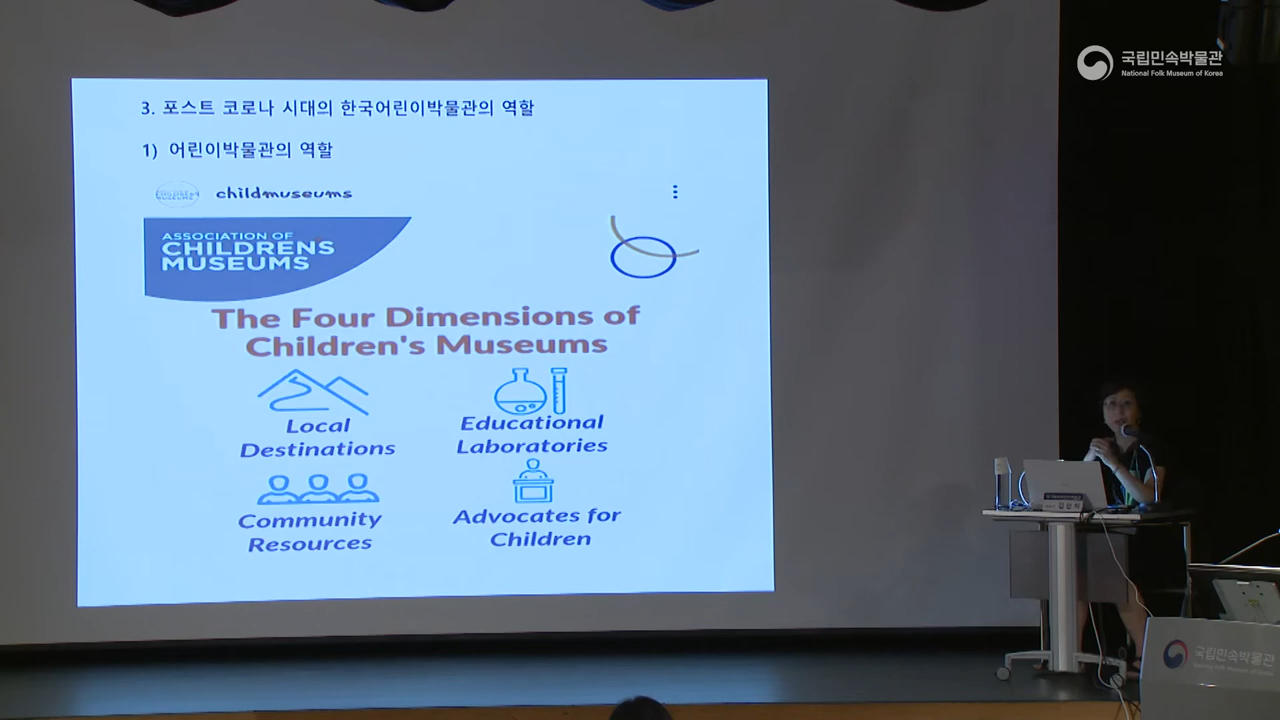 국립민속박물관
National Folk Museum of Korea
3. 포스트 코로나 시대의 한국어린이박물관의 역할
1) 어린이박물관의 역할
childmuseums
ASSOCIATION OF
CHILDRENS
MUSEUMS
The Four Dimensions of
Children's Museums
Local
Destinations
Educational
Laboratories
Community
Resources
Advocates for
Children
국립민속박물관